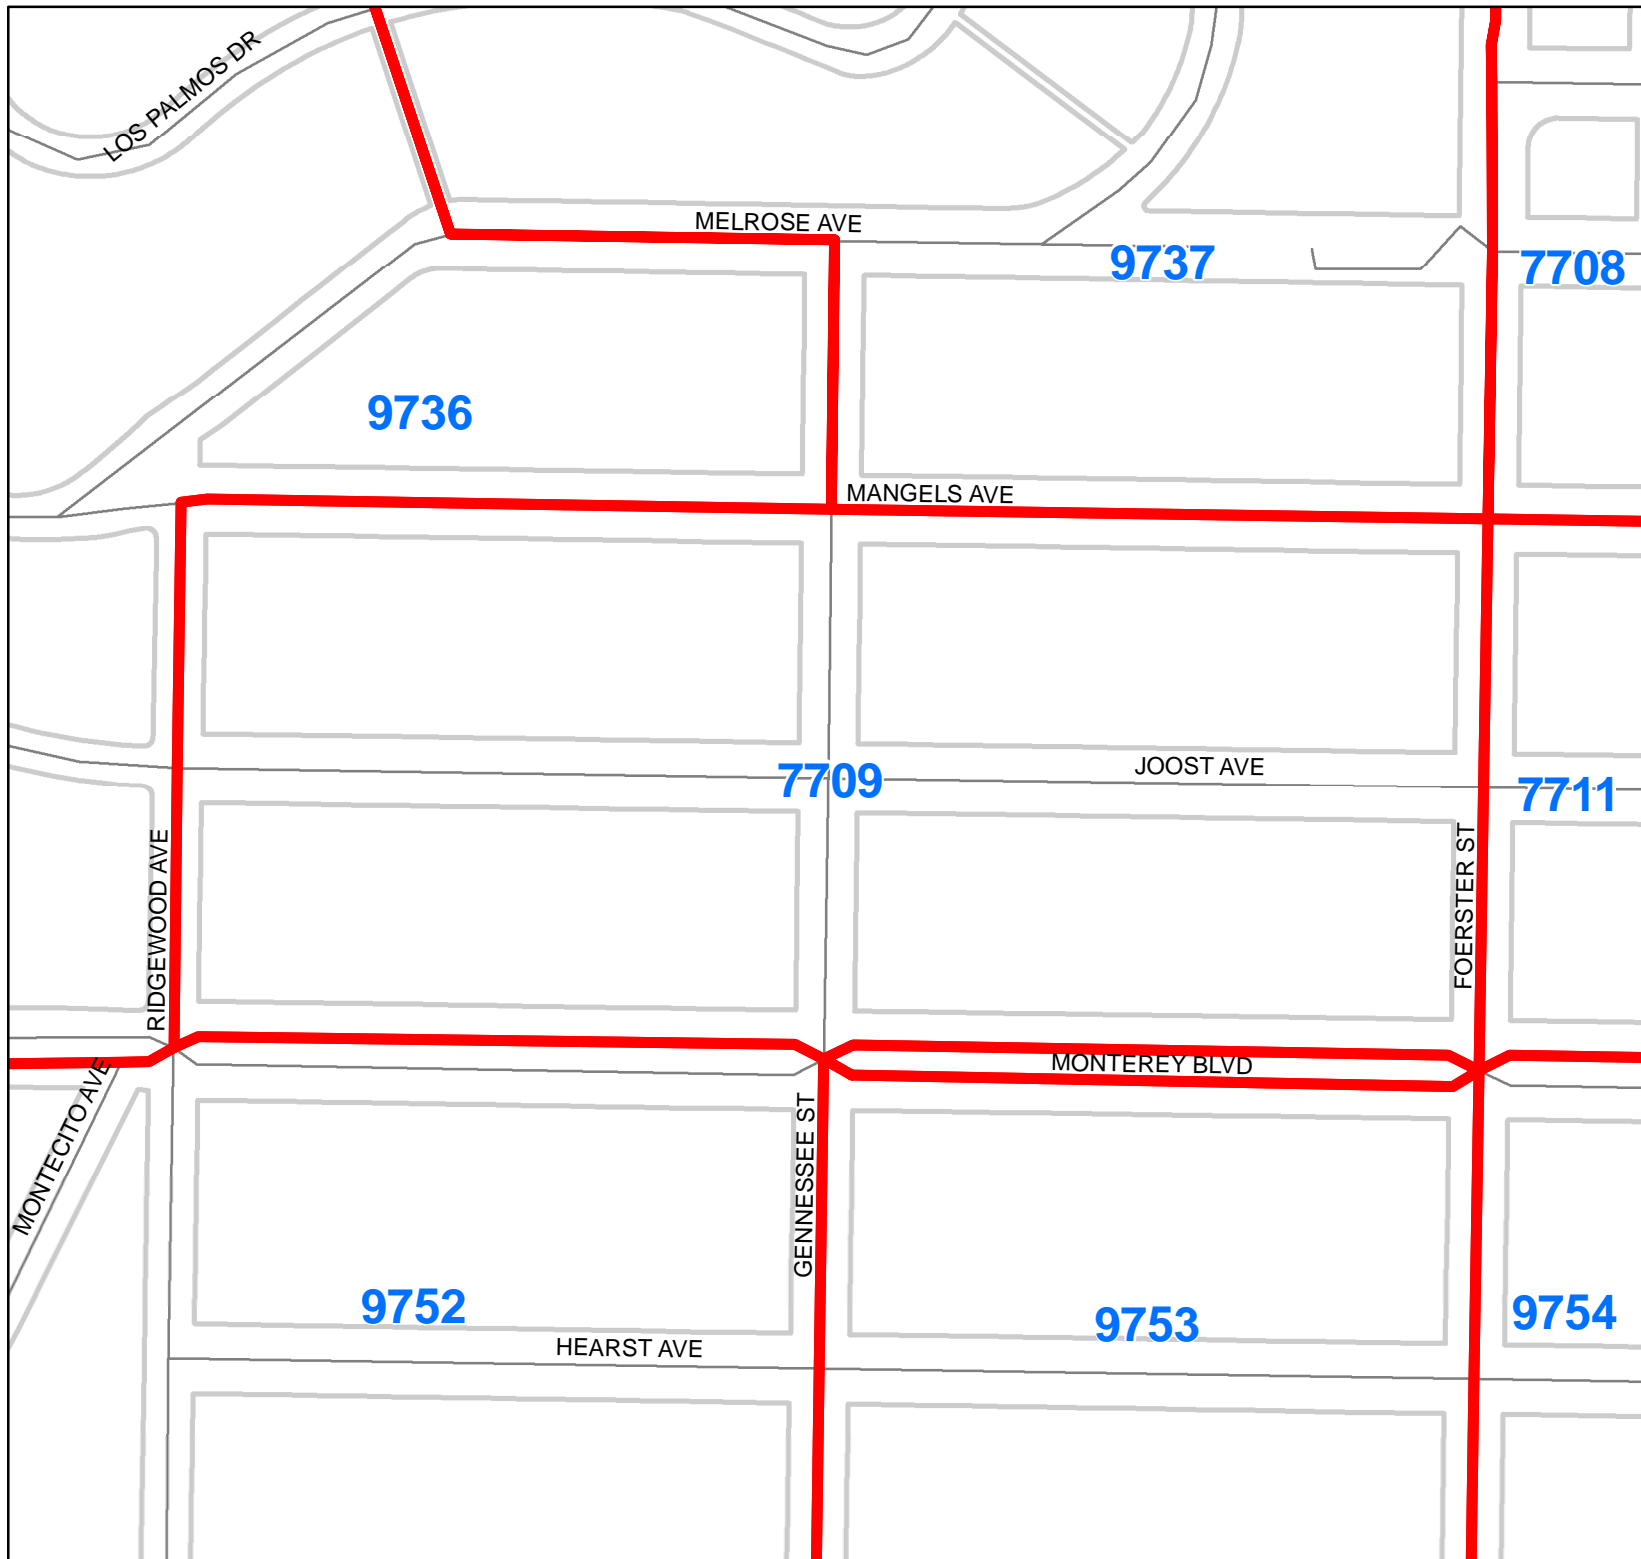 LOS PALMOS DR
MELROSE AVE
9737
7708
9736
MANGELS AVE
JOOST AVE
7709
7711
RIDGEWOOD AVE
FOERSTER ST
MONTEREY BLVD
MONTECITO AVE
GENNESSEE ST
9752
9753
9754
HEARST AVE